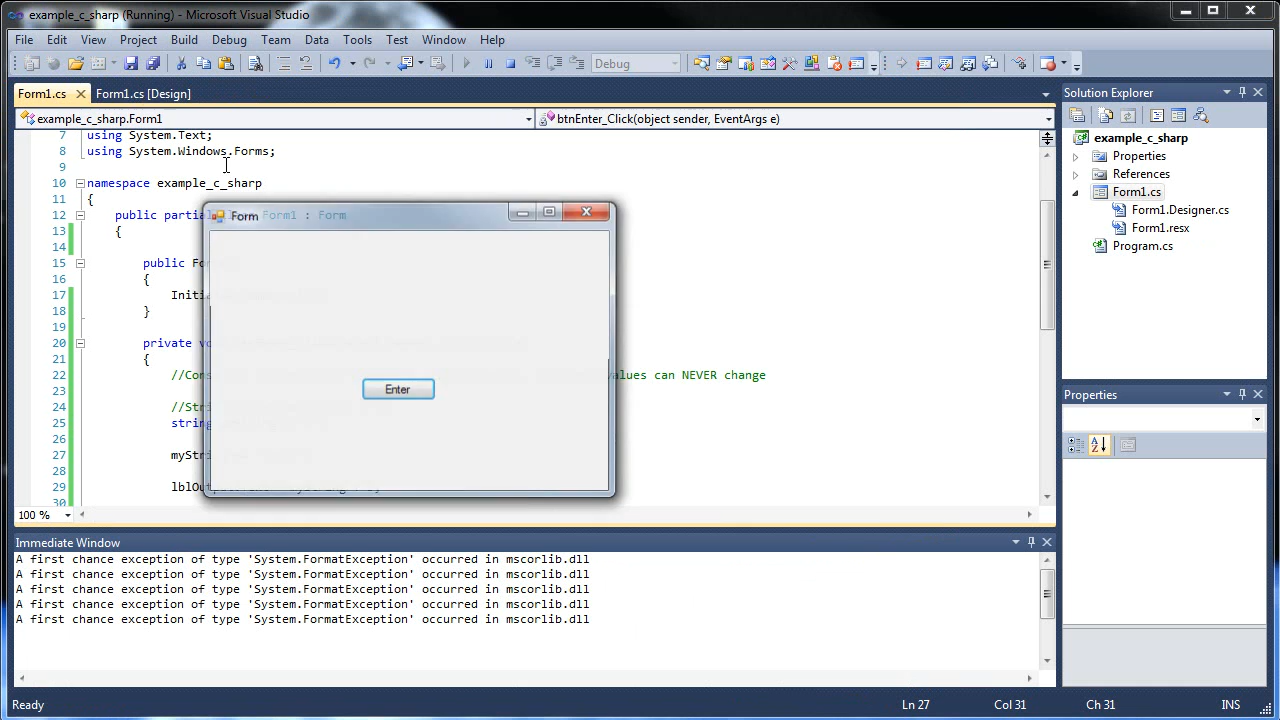 example_c_sharp (Running) - Microsoft Visual Studio
File Edit View Project Build Debug Team Data Tools Test Window Help
Debug
Form1.cs Form1.cs [Design]
example_c_sharp.Form1 btnEnter_Click(object sender, EventArgs e)
7 using System.Text;
8 using System.Windows.Forms;
9
10 namespace example_c_sharp
11 {
12 public partial Form1 : Form
13 {
14
15 public
16 {
17
18 }
19
20 private
21 {
22 values can NEVER change
23
24
25 string
26
27
28
29
30
Form
Enter
100 %
Solution Explorer
example_c_sharp
Properties
References
Form1.cs
Form1.Designer.cs
Form1.resx
Program.cs
Properties
Immediate Window
A first chance exception of type 'System.FormatException' occurred in mscorlib.dll
A first chance exception of type 'System.FormatException' occurred in mscorlib.dll
A first chance exception of type 'System.FormatException' occurred in mscorlib.dll
A first chance exception of type 'System.FormatException' occurred in mscorlib.dll
A first chance exception of type 'System.FormatException' occurred in mscorlib.dll
Ready Ln 27 Col 31 Ch 31 INS